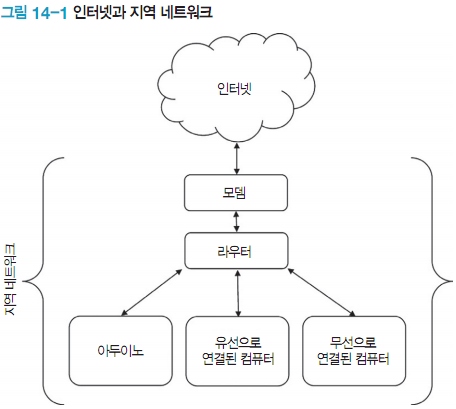 그림 14-1 인터넷과 지역 네트워크
인터넷
모뎀
라우터
지역 네트워크
아두이노
유선으로
연결된 컴퓨터
무선으로
연결된 컴퓨터